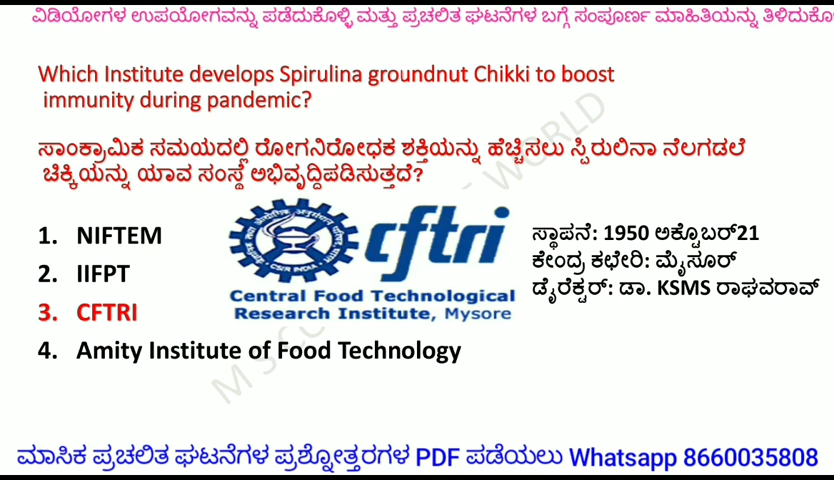 ವಿಡಿಯೋಗಳ ಉಪಯೋಗವನ್ನು ಪಡೆದುಕೊಳ್ಳಿ ಮತ್ತು ಪ್ರಚಲಿತ ಘಟನೆಗಳ ಬಗ್ಗೆ ಸಂಪೂರ್ಣ ಮಾಹಿತಿಯನ್ನು
Which Institute develops Spirulina groundnut Chikki to boost
immunity during pandemic?
ಸಾಂಕ್ರಾಮಿಕ ಸಮಯದಲ್ಲಿ ರೋಗನಿರೋಧಕ ಶಕ್ತಿಯನ್ನು ಹೆಚ್ಚಿಸಲು ಸ್ಪಿರುಲಿನಾ ನೆಲಗಡಲೆ
ಚಿಕ್ಕಿಯನ್ನು ಯಾವ ಸಂಸ್ಥೆ ಅಭಿವೃದ್ಧಿಪಡಿಸುತ್ತದೆ?
1. NIFTEM
2. IIFPT
3. CFTRI
4. Amity Institute of Food Technology
CSIR INDIA
cftri
Central Food Technological
Research Institute, Mysore
ಸ್ಥಾಪನೆ: 1950 ಅಕ್ಟೋಬರ್21
ಕೇಂದ್ರ ಕಛೇರಿ: ಮೈಸೂರ್
ಡೈರೆಕ್ಟರ್: ಡಾ. KSMS ರಾಘವರಾವ್
ಮಾಸಿಕ ಪ್ರಚಲಿತ ಘಟನೆಗಳ ಪ್ರಶ್ನೋತ್ತರಗಳ PDF ಪಡೆಯಲು Whatsapp 8660035808